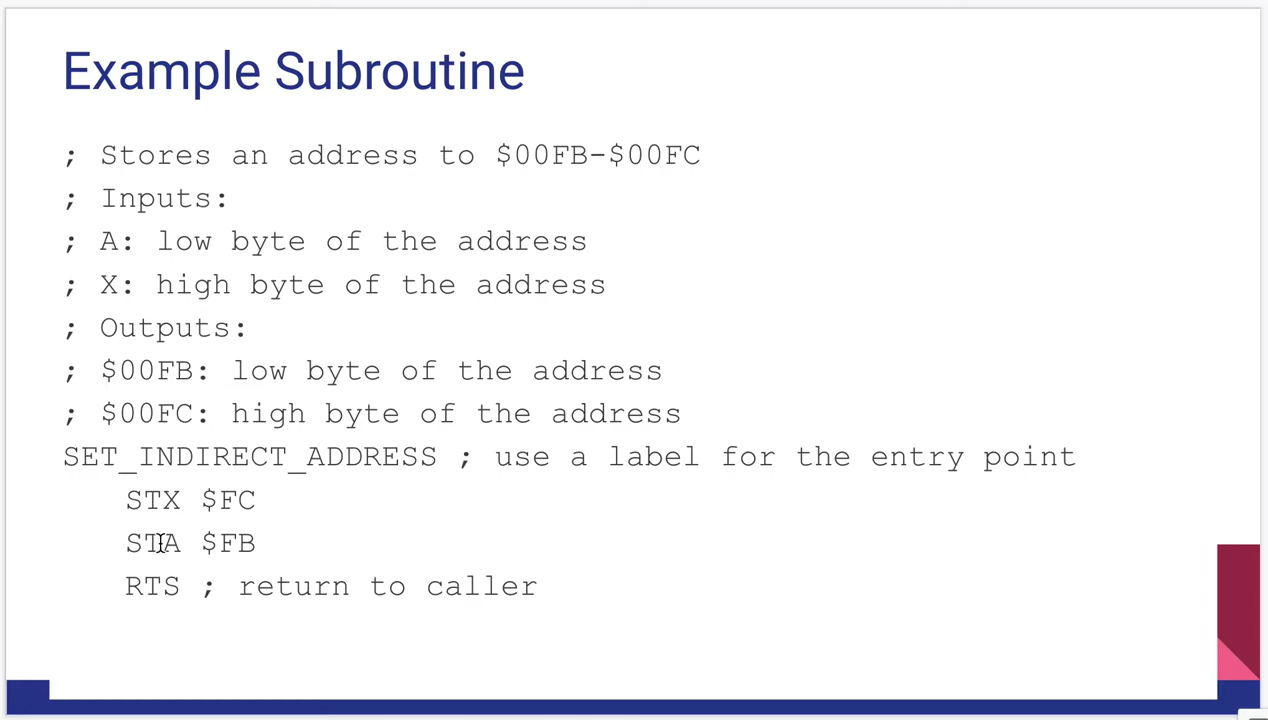 Example Subroutine
; Stores an address to $00FB-$00FC
; Inputs:
; A: low byte of the address
; X: high byte of the address
; Outputs:
; $00FB: low byte of the address
; $00FC: high byte of the address
SET_INDIRECT_ADDRESS ; use a label for the entry point
STX $FC
STA $FB
RTS ; return to caller